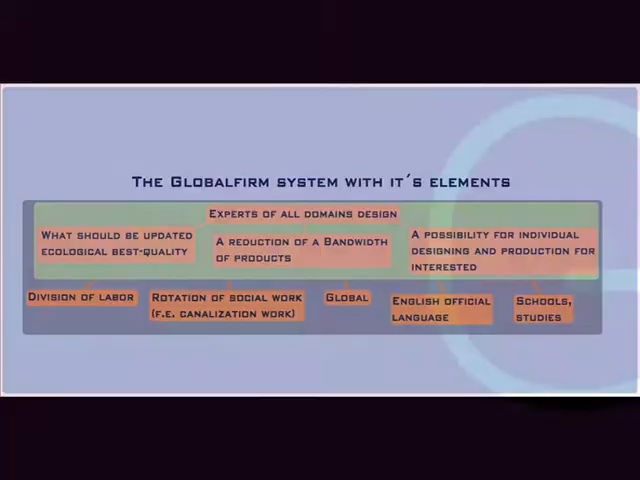 The Globalfirm system with it´s elements
Experts of all domains design
What should be updated
ecological best-quality
A reduction of a Bandwidth
of products
A possibility for individual
designing and production for
interested
Division of labor
Rotation of social work
(f.e. canalization work)
Global
English official
language
Schools,
studies